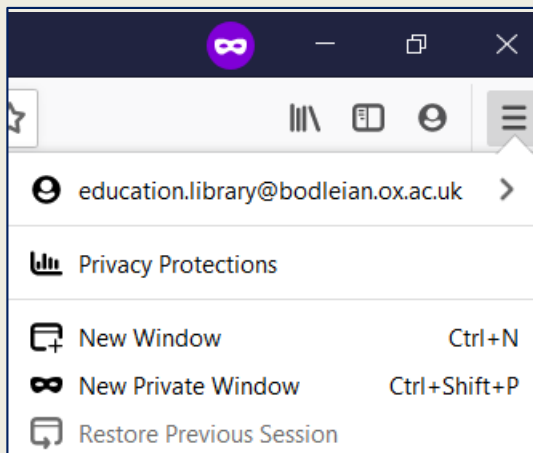 education.library@bodleian.ox.ac.uk
Privacy Protections
New Window Ctrl+N
New Private Window Ctrl+Shift+P
Restore Previous Session